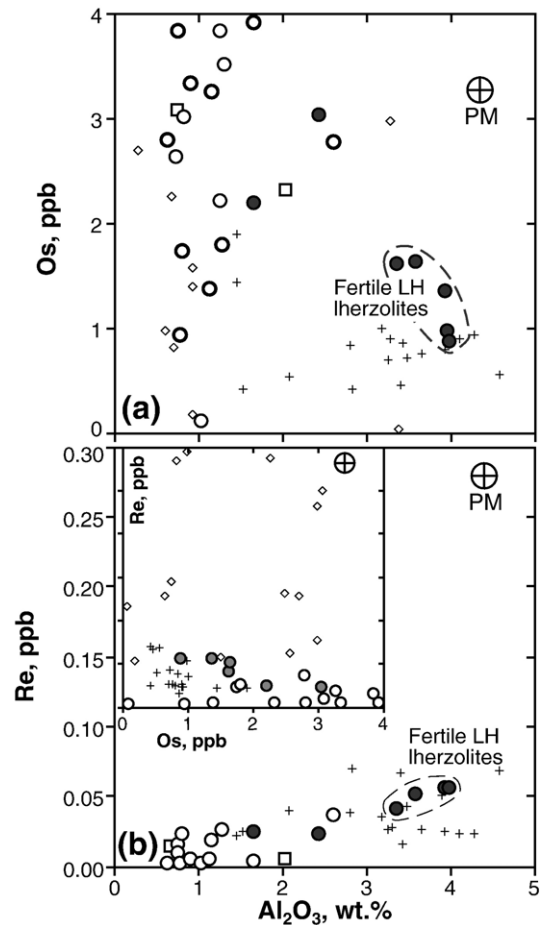 4
3
2
1
0
Os, ppb
PM
Fertile LH
lherzolites
(a)
0.30
0.25
0.20
0.15
0.10
0.05
0.00
Re, ppb
Re, ppb
0
1
2
3
4
Os, ppb
PM
Fertile LH
lherzolites
(b)
0
1
2
3
4
5
Al₂O₃, wt.%